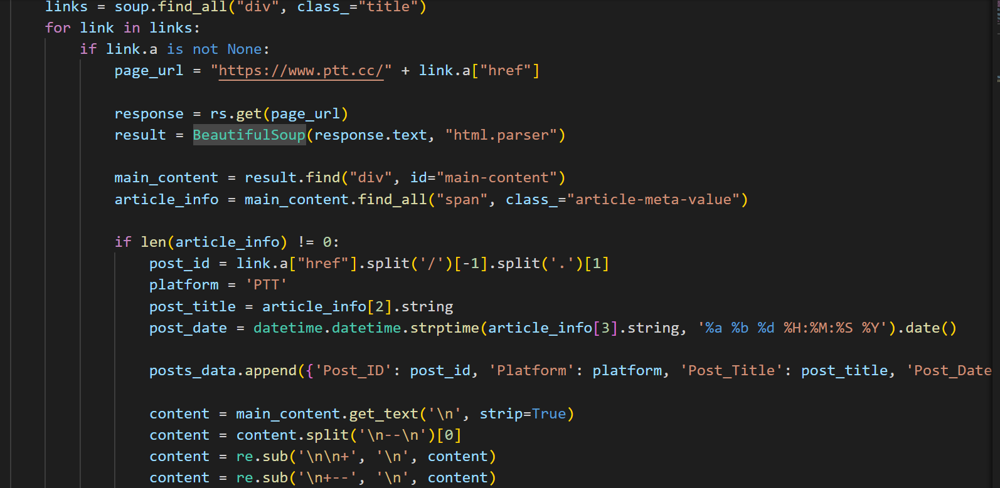 links = soup.find_all("div", class_="title")
for link in links:
if link.a is not None:
page_url = "https://www.ptt.cc/" + link.a["href"]
response = rs.get(page_url)
result = BeautifulSoup(response.text, "html.parser")
main_content = result.find("div", id="main-content")
article_info = main_content.find_all("span", class_="article-meta-value")
if len(article_info) != 0:
post_id = link.a["href"].split('/')[-1].split('.')[1]
platform = 'PTT'
post_title = article_info[2].string
post_date = datetime.datetime.strptime(article_info[3].string, '%a %b %d %H:%M:%S %Y').date()
posts_data.append({'Post_ID': post_id, 'Platform': platform, 'Post_Title': post_title, 'Post_Date
content = main_content.get_text('\n', strip=True)
content = content.split('\n--\n')[0]
content = re.sub('\n\n+', '\n', content)
content = re.sub('\n+--', '\n', content)